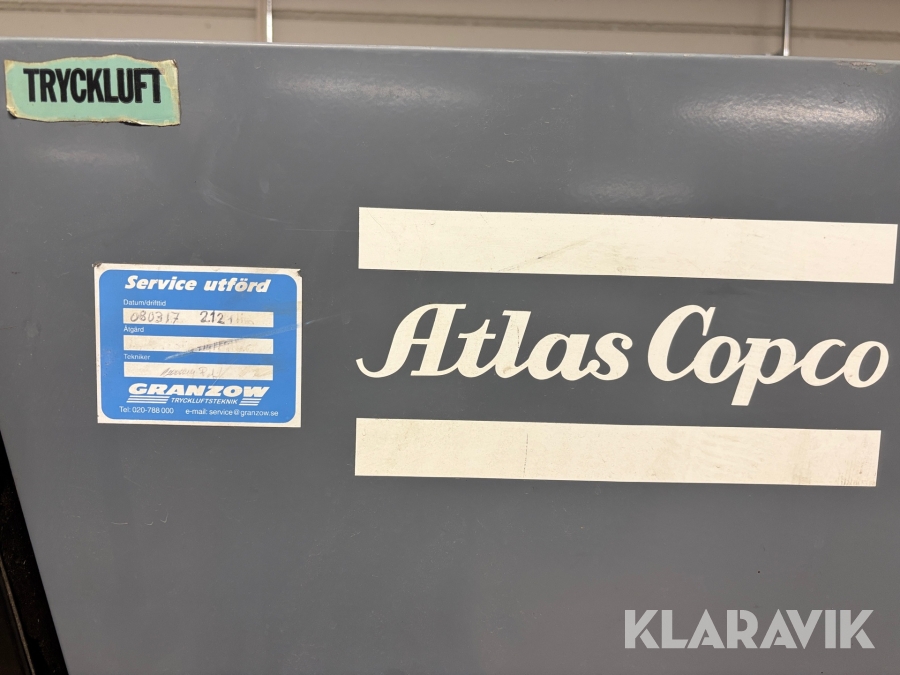 TRYCKLUFT
Service utförd
Datum/drifttid
080317 212
Åtgärd
Tekniker
GRANZOW
TRYCKLUFTSTEKNIK
Tel: 020-788 000 e-mail: service@granzow.se
Atlas Copco
KLARAVIK